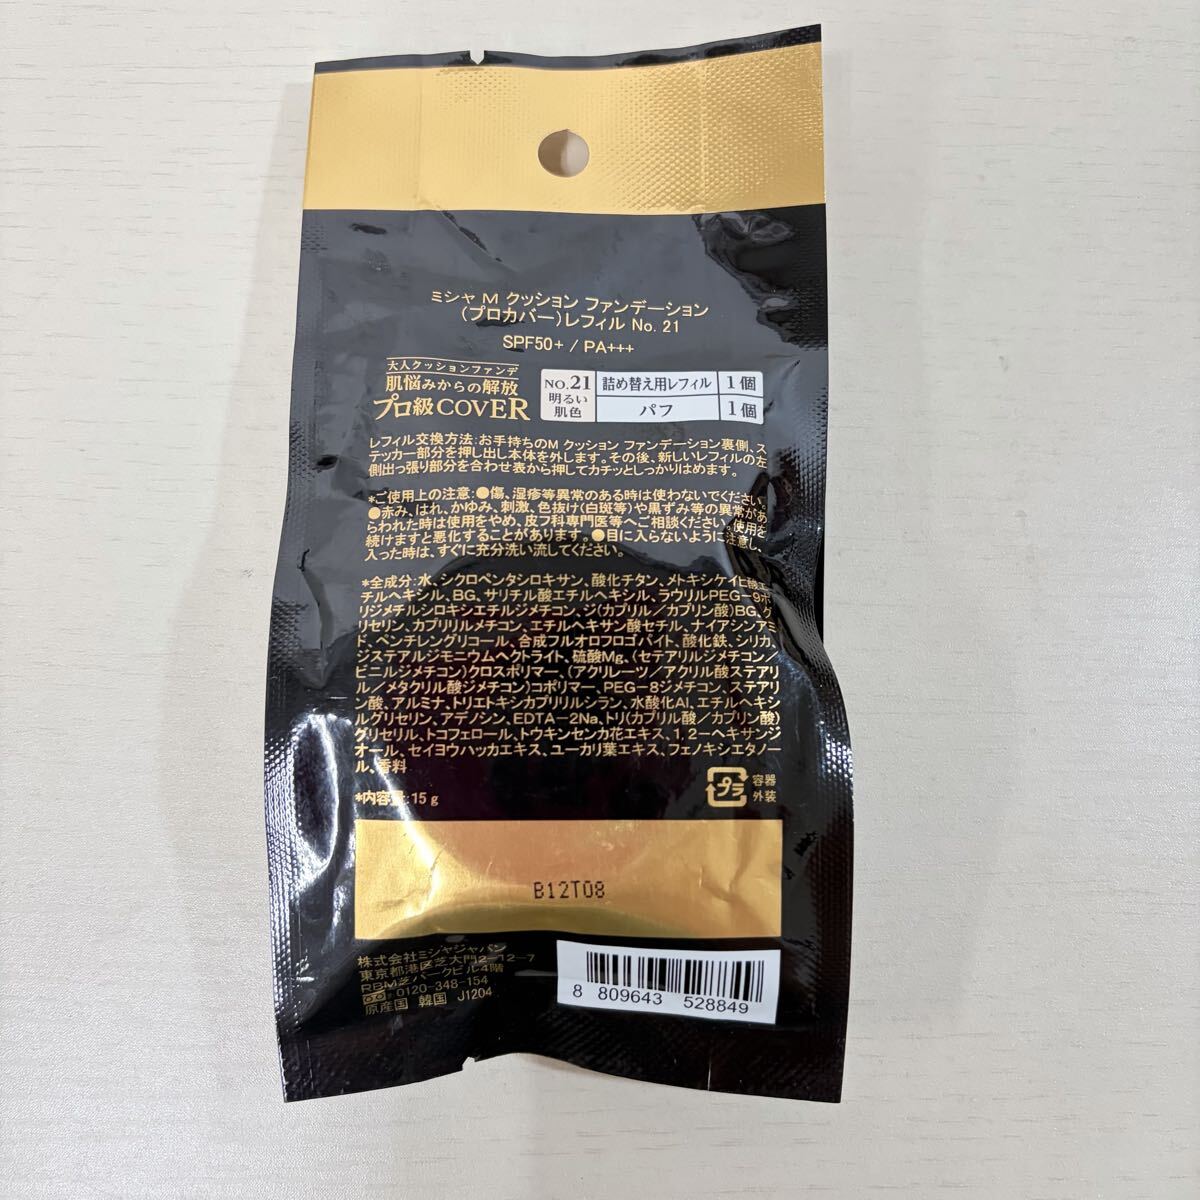 ミシャ M クッション ファンデーション
(プロカバー)レフィル No. 21
SPF50+ / PA+++
大人クッションファンデ
肌悩みからの解放
プロ級COVER
NO.21
明るい
肌色
詰め替え用レフィル 1個
パフ 1個
レフィル交換方法:お手持ちのM クッション ファンデーション裏側、ス
テッカー部分を押し出し本体を外します。その後、新しいレフィルの左
側出っ張り部分を合わせ表から押してカチッとしっかりはめます。
*ご使用上の注意:●傷、湿疹等異常のある時は使わないでください。
●赤み、はれ、かゆみ、刺激、色抜け(白斑等)や黒ずみ等の異常があ
らわれた時は使用をやめ、皮フ科専門医等へご相談ください。使用を
続けますと悪化することがあります。●目に入らないように注意し、
入った時は、すぐに充分洗い流してください。
*全成分:水、シクロペンタシロキサン、酸化チタン、メトキシケイヒ酸エ
チルヘキシル、BG、サリチル酸エチルヘキシル、ラウリルPEG-9ポ
リジメチルシロキシエチルジメチコン、ジ(カプリル/カプリン酸)BG、グ
リセリン、カプリリルメチコン、エチルヘキサン酸セチル、ナイアシンアミ
ド、ペンチレングリコール、合成フルオロフロゴパイト、酸化鉄、シリカ、
ジステアルジモニウムヘクトライト、硫酸Mg、(セテアリルジメチコン/
ビニルジメチコン)クロスポリマー、(アクリレーツ/アクリル酸ステアリ
ル/メタクリル酸ジメチコン)コポリマー、PEG-8ジメチコン、ステアリ
ン酸、アルミナ、トリエトキシカプリリルシラン、水酸化Al、エチルヘキシ
ルグリセリン、アデノシン、EDTA-2Na、トリ(カプリル酸/カプリン酸)
グリセリル、トコフェロール、トウキンセンカ花エキス、1,2-ヘキサンジ
オール、セイヨウハッカエキス、ユーカリ葉エキス、フェノキシエタノー
ル、香料
プラ
容器
外装
*内容量:15g
B12T08
株式会社ミシャジャパン
東京都港区芝大門2-12-7
RBM芝パークビル4階
0120-348-154
原産国 韓国 J1204
8 809643 528849